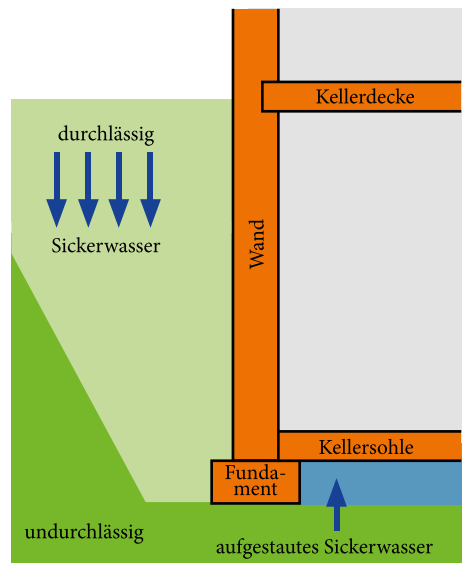 Kellerdecke
durchlässig
Sickerwasser
Wand
Kellersohle
Funda-
ment
undurchlässig
aufgestautes Sickerwasser